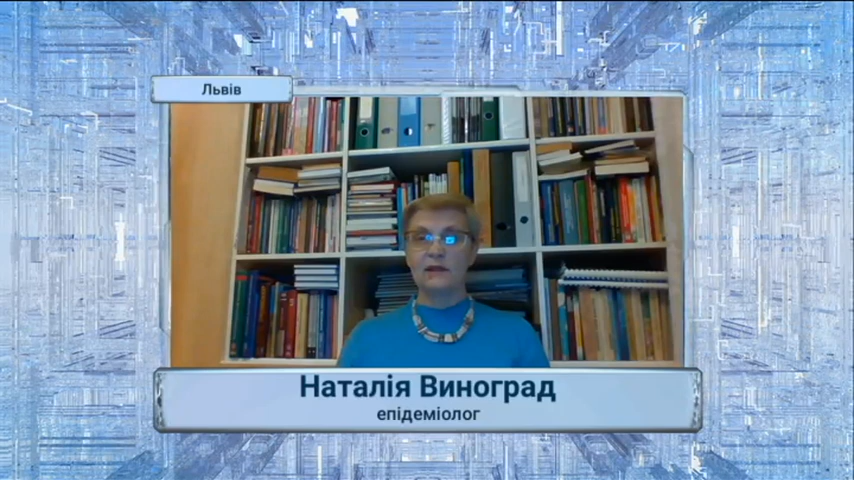 Львів
Наталія Виноград
епідеміолог